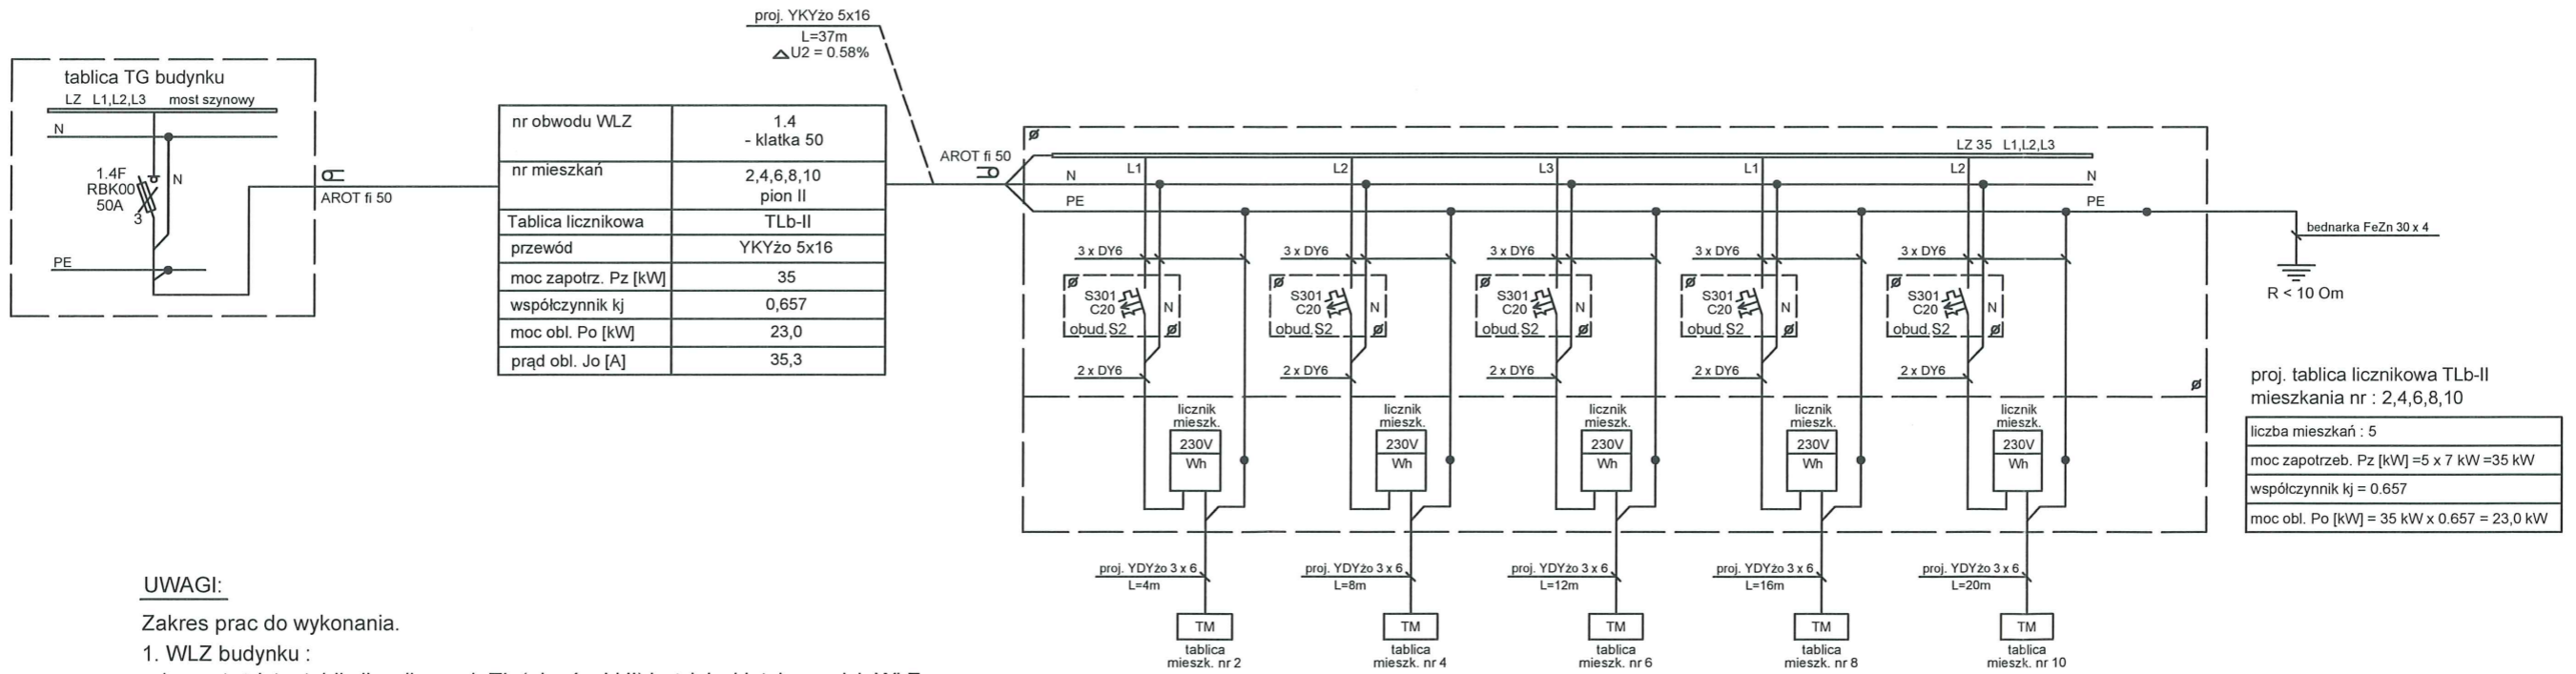 proj. YKYżo 5x16
L=37m
△U2 = 0.58%
tablica TG budynku
LZ L1,L2,L3 most szynowy
N
1.4F
RBK00
50A
3
N
PE
AROT fi 50
nr obwodu WLZ 1.4
- klatka 50
nr mieszkań 2,4,6,8,10
pion II
Tablica licznikowa TLb-II
przewód YKYżo 5x16
moc zapotrz. Pz [kW] 35
współczynnik kj 0,657
moc obl. Po [kW] 23,0
prąd obl. Jo [A] 35,3
AROT fi 50
LZ 35 L1,L2,L3
L1 L2 L3 L1 L2
N N
PE PE
bednarka FeZn 30 x 4
R < 10 Om
3 x DY6 3 x DY6 3 x DY6 3 x DY6 3 x DY6
S301 S301 S301 S301 S301
C20 N C20 N C20 N C20 N C20 N
obud.S2 obud.S2 obud.S2 obud.S2 obud.S2
2 x DY6 2 x DY6 2 x DY6 2 x DY6 2 x DY6
licznik licznik licznik licznik licznik
mieszk. mieszk. mieszk. mieszk. mieszk.
230V 230V 230V 230V 230V
Wh Wh Wh Wh Wh
proj. tablica licznikowa TLb-II
mieszkania nr : 2,4,6,8,10
liczba mieszkań : 5
moc zapotrzeb. Pz [kW] =5 x 7 kW =35 kW
współczynnik kj = 0.657
moc obl. Po [kW] = 35 kW x 0.657 = 23,0 kW
proj. YDYżo 3 x 6 proj. YDYżo 3 x 6 proj. YDYżo 3 x 6 proj. YDYżo 3 x 6 proj. YDYżo 3 x 6
L=4m L=8m L=12m L=16m L=20m
TM TM TM TM TM
tablica tablica tablica tablica tablica
mieszk. nr 2 mieszk. nr 4 mieszk. nr 6 mieszk. nr 8 mieszk. nr 10
UWAGI:
Zakres prac do wykonania.
1. WLZ budynku :